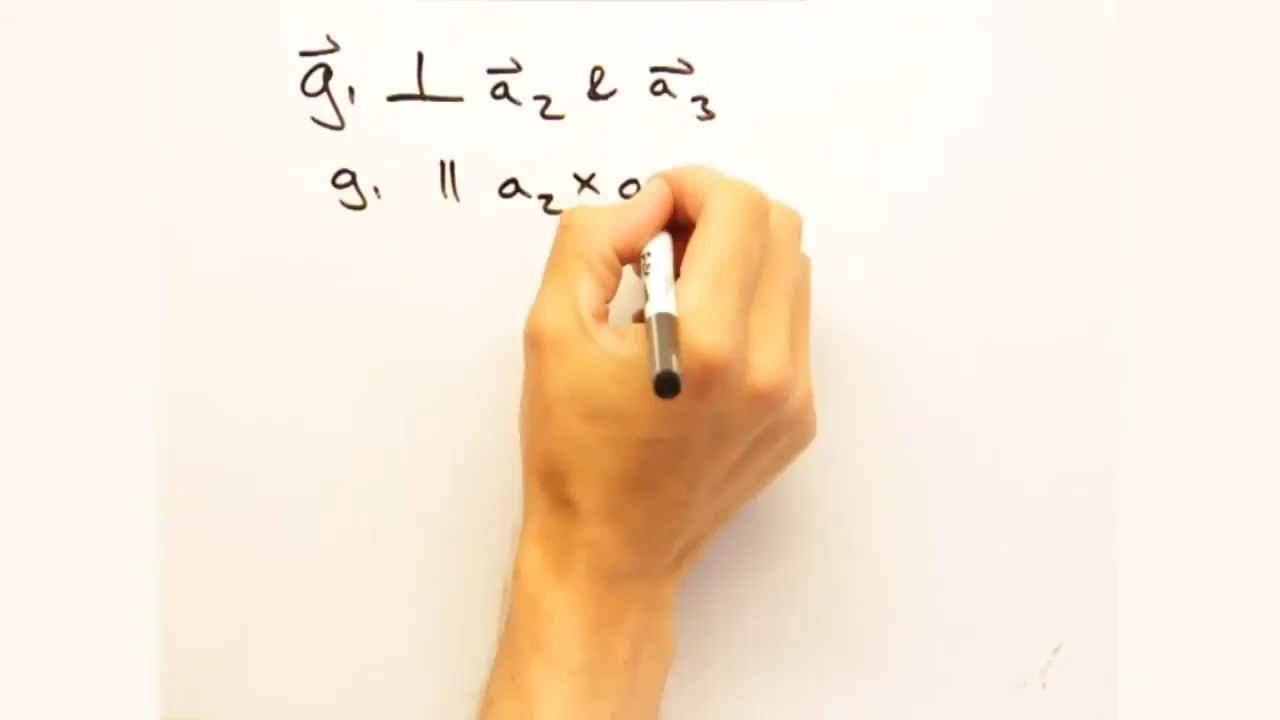 g⃗₁ ⊥ a⃗₂ & a⃗₃
g₁ ∥ a₂ × a